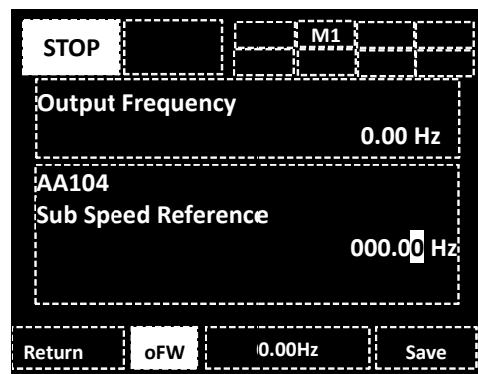 STOP
M1
Output Frequency
0.00 Hz
AA104
Sub Speed Reference
000.00 Hz
Return oFW 0.00Hz Save